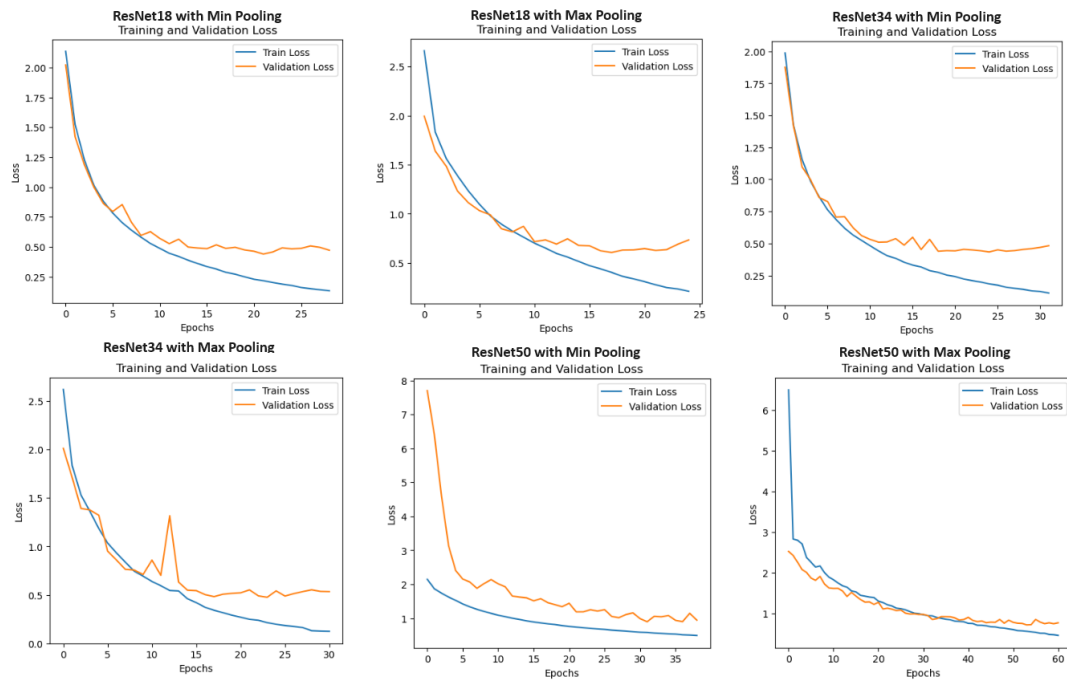 ResNet18 with Min Pooling
Training and Validation Loss
Train Loss
Validation Loss
Loss
2.00
1.75
1.50
1.25
1.00
0.75
0.50
0.25
0 5 10 15 20 25
Epochs
ResNet18 with Max Pooling
Training and Validation Loss
Train Loss
Validation Loss
Loss
2.5
2.0
1.5
1.0
0.5
0 5 10 15 20 25
Epochs
ResNet34 with Min Pooling
Training and Validation Loss
Train Loss
Validation Loss
Loss
2.00
1.75
1.50
1.25
1.00
0.75
0.50
0.25
0 5 10 15 20 25 30
Epochs
ResNet34 with Max Pooling
Training and Validation Loss
Train Loss
Validation Loss
Loss
2.5
2.0
1.5
1.0
0.5
0.0
0 5 10 15 20 25 30
Epochs
ResNet50 with Min Pooling
Training and Validation Loss
Train Loss
Validation Loss
Loss
8
7
6
5
4
3
2
1
0 5 10 15 20 25 30 35
Epochs
ResNet50 with Max Pooling
Training and Validation Loss
Train Loss
Validation Loss
Loss
6
5
4
3
2
1
0 10 20 30 40 50 60
Epochs